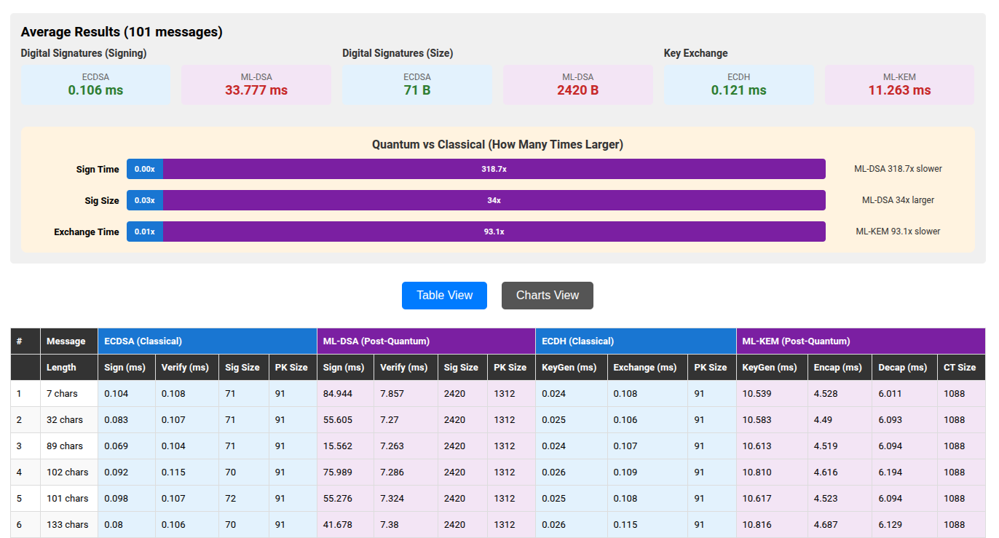 Average Results (101 messages)
Digital Signatures (Signing) Digital Signatures (Size) Key Exchange
ECDSA ML-DSA ECDSA ML-DSA ECDH ML-KEM
0.106 ms 33.777 ms 71 B 2420 B 0.121 ms 11.263 ms
Quantum vs Classical (How Many Times Larger)
Sign Time 0.00x 318.7x ML-DSA 318.7x slower
Sig Size 0.03x 34x ML-DSA 34x larger
Exchange Time 0.01x 93.1x ML-KEM 93.1x slower
Table View Charts View
# Message ECDSA (Classical) ML-DSA (Post-Quantum) ECDH (Classical) ML-KEM (Post-Quantum)
Length Sign (ms) Verify (ms) Sig Size PK Size Sign (ms) Verify (ms) Sig Size PK Size KeyGen (ms) Exchange (ms) PK Size KeyGen (ms) Encap (ms) Decap (ms) CT Size
1 7 chars 0.104 0.108 71 91 84.944 7.857 2420 1312 0.024 0.108 91 10.539 4.528 6.011 1088
2 32 chars 0.083 0.107 71 91 55.605 7.27 2420 1312 0.025 0.106 91 10.583 4.49 6.093 1088
3 89 chars 0.069 0.104 71 91 15.562 7.263 2420 1312 0.024 0.107 91 10.613 4.519 6.094 1088
4 102 chars 0.092 0.115 70 91 75.989 7.286 2420 1312 0.026 0.109 91 10.810 4.616 6.194 1088
5 101 chars 0.098 0.107 72 91 55.276 7.324 2420 1312 0.025 0.108 91 10.617 4.523 6.094 1088
6 133 chars 0.08 0.106 70 91 41.678 7.38 2420 1312 0.026 0.115 91 10.816 4.687 6.129 1088